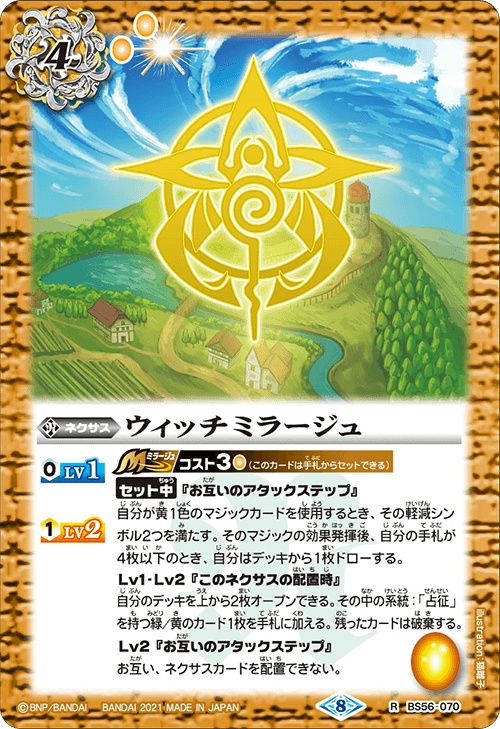 4
ネクサス ウィッチミラージュ
0 LV1
ミラージュ コスト3 (このカードは手札からセットできる)
セット中 『お互いのアタックステップ』
1 LV2
自分が黄1色のマジックカードを使用するとき、その軽減シン
ボル2つを満たす。そのマジックの効果発揮後、自分の手札が
4枚以下のとき、自分はデッキから1枚ドローする。
Lv1・Lv2『このネクサスの配置時』
自分のデッキを上から2枚オープンできる。その中の系統：「占征」
を持つ緑/黄のカード1枚を手札に加える。残ったカードは破棄する。
Lv2『お互いのアタックステップ』
お互い、ネクサスカードを配置できない。
©BNP/BANDAI BANDAI 2021 MADE IN JAPAN
8
R BS56-070